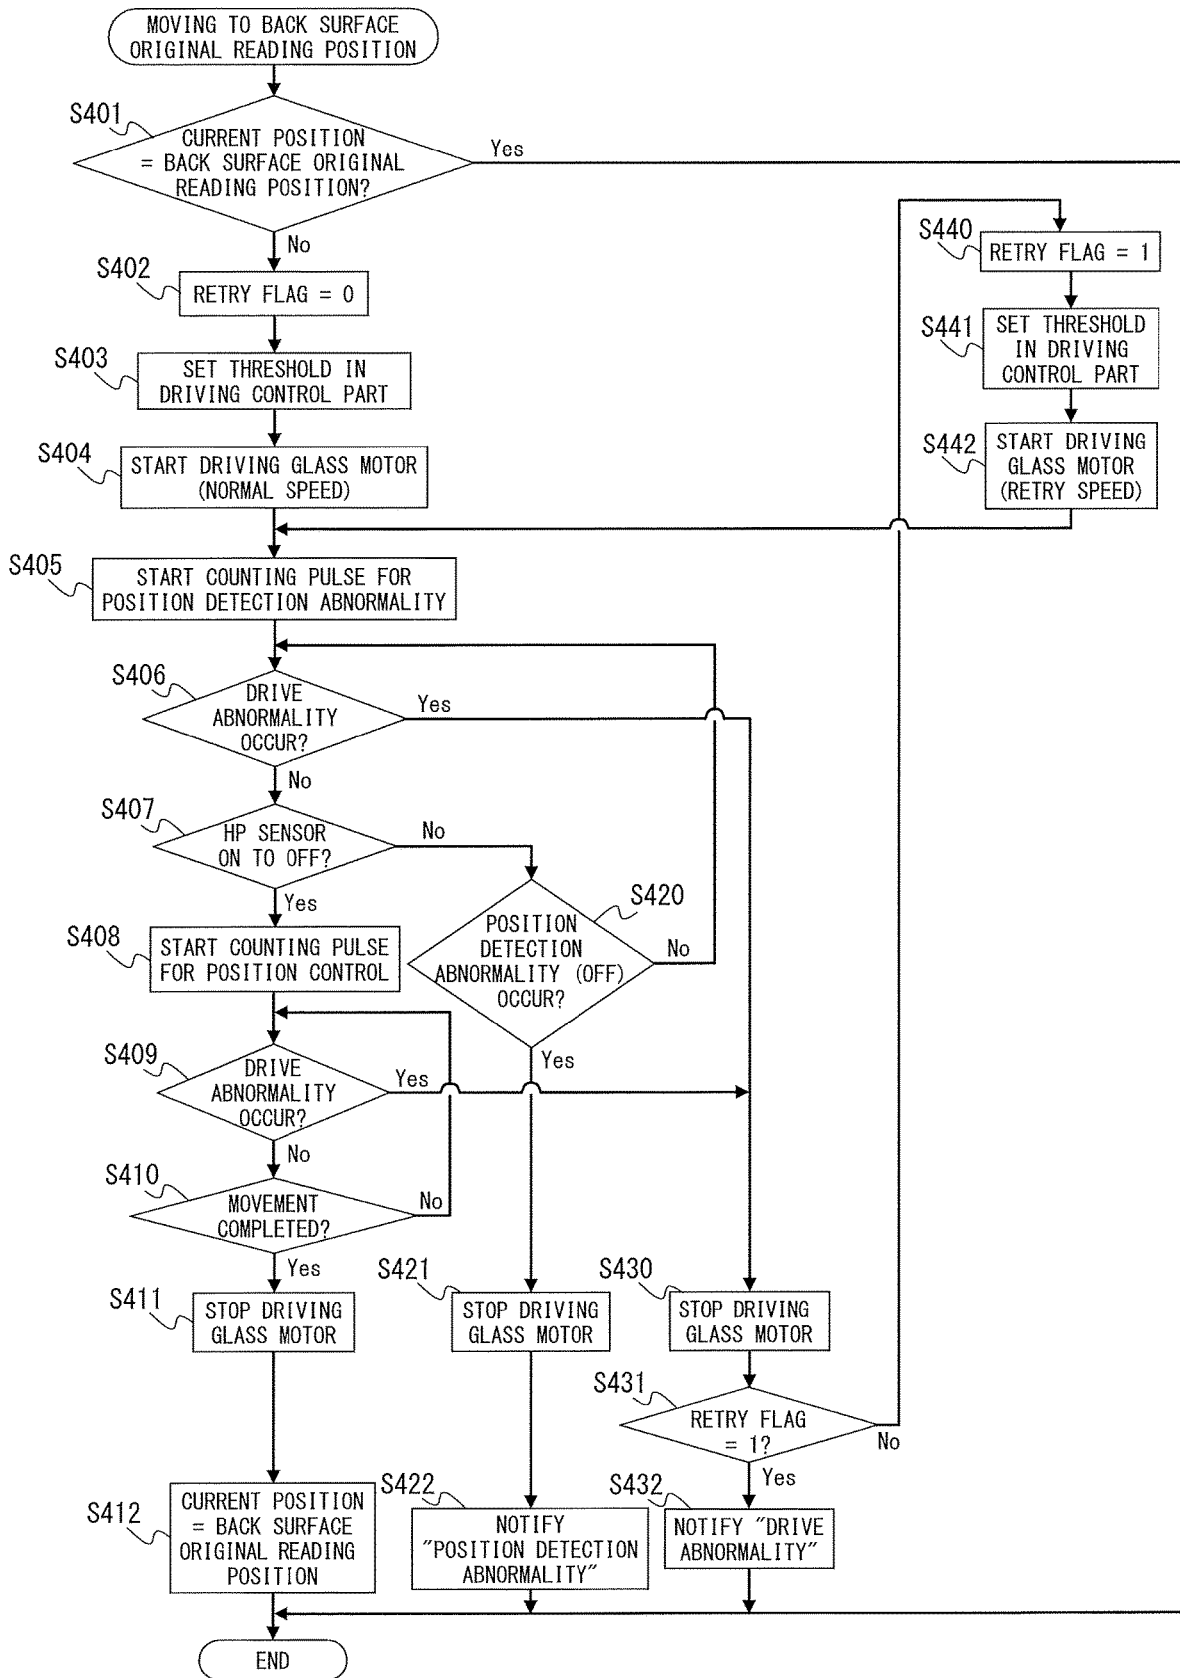 MOVING TO BACK SURFACE
ORIGINAL READING POSITION
S401
CURRENT POSITION
= BACK SURFACE ORIGINAL
READING POSITION?
Yes
No
S402
RETRY FLAG = 0
S403
SET THRESHOLD IN
DRIVING CONTROL PART
S404
START DRIVING GLASS MOTOR
(NORMAL SPEED)
S440
RETRY FLAG = 1
S441
SET THRESHOLD
IN DRIVING
CONTROL PART
S442
START DRIVING
GLASS MOTOR
(RETRY SPEED)
S405
START COUNTING PULSE FOR
POSITION DETECTION ABNORMALITY
S406
DRIVE
ABNORMALITY
OCCUR?
Yes
No
S407
HP SENSOR
ON TO OFF?
No
Yes
S420
POSITION
DETECTION
ABNORMALITY (OFF)
OCCUR?
No
Yes
S408
START COUNTING PULSE
FOR POSITION CONTROL
S409
DRIVE
ABNORMALITY
OCCUR?
Yes
No
S410
MOVEMENT
COMPLETED?
No
Yes
S411
STOP DRIVING
GLASS MOTOR
S421
STOP DRIVING
GLASS MOTOR
S430
STOP DRIVING
GLASS MOTOR
S431
RETRY FLAG
= 1?
No
Yes
S412
CURRENT POSITION
= BACK SURFACE
ORIGINAL READING
POSITION
S422
NOTIFY
"POSITION DETECTION
ABNORMALITY"
S432
NOTIFY "DRIVE
ABNORMALITY"
END